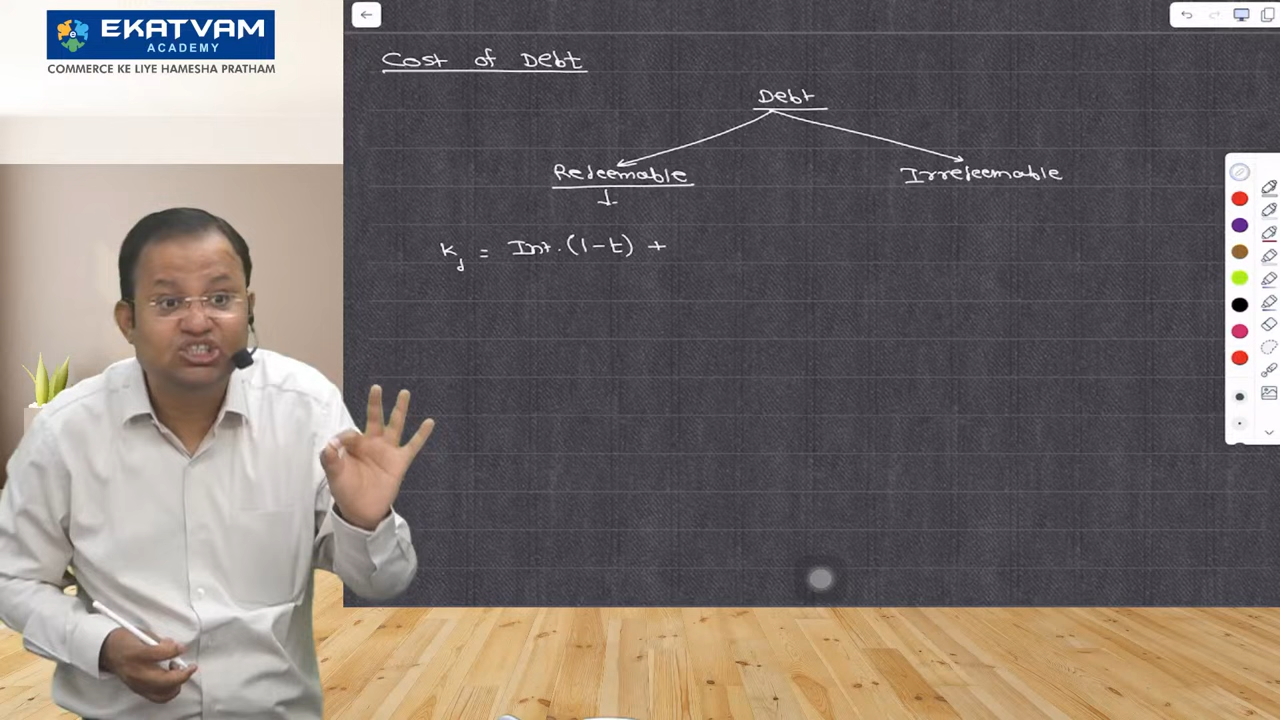 EKATVAM
ACADEMY
COMMERCE KE LIYE HAMESHA PRATHAM
Cost of Debt
Debt
Redeemable
Irredeemable
Kd = Int. (1-t) +